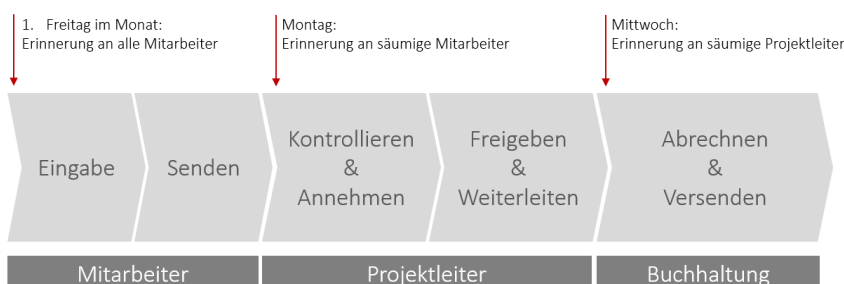 1. Freitag im Monat:
Erinnerung an alle Mitarbeiter
Montag:
Erinnerung an säumige Mitarbeiter
Mittwoch:
Erinnerung an säumige Projektleiter
Eingabe
Senden
Kontrollieren
&
Annehmen
Freigeben
&
Weiterleiten
Abrechnen
&
Versenden
Mitarbeiter
Projektleiter
Buchhaltung